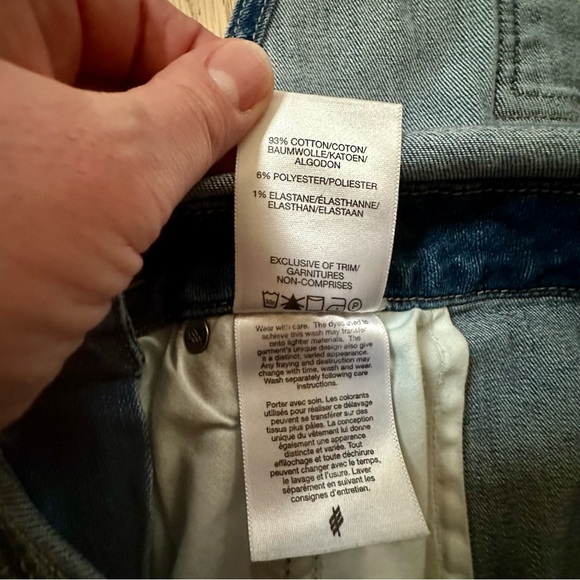 93% COTTON/COTON/
BAUMWOLLE/KATOEN/
ALGODON
6% POLYESTER/POLIESTER
1% ELASTANE/ÉLASTHANNE/
ELASTHAN/ELASTAAN
EXCLUSIVE OF TRIM/
GARNITURES
NON-COMPRISES
P
Wear with care. The dyes used to
achieve this wash may transfer
onto lighter materials. The
garment's unique design also give
it a distinct, varied appearance.
Any fraying and destruction may
change with time, wash and wear.
Wash separately following care
instructions.
Porter avec soin. Les colorants
utilisés pour réaliser ce délavage
peuvent se transférer sur des
tissus plus pâles. La conception
unique du vêtement lui donne
également une apparence
distincte et variée. Tout
effilochage et toute déchirure
peuvent changer avec le temps,
le lavage et l'usure. Laver
séparément en suivant les
consignes d'entretien.